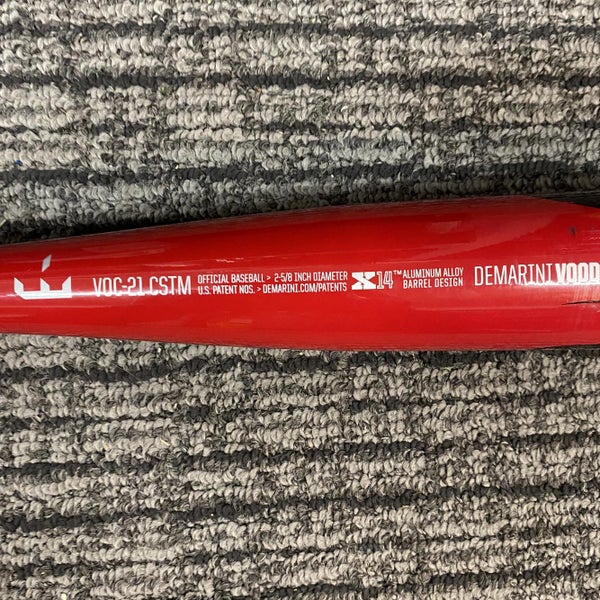 VOC-21 CSTM
OFFICIAL BASEBALL > 2-5/8 INCH DIAMETER
U.S. PATENT NOS. > DEMARINI.COM/PATENTS
X14™ ALUMINUM ALLOY
BARREL DESIGN
DEMARINI VOOD